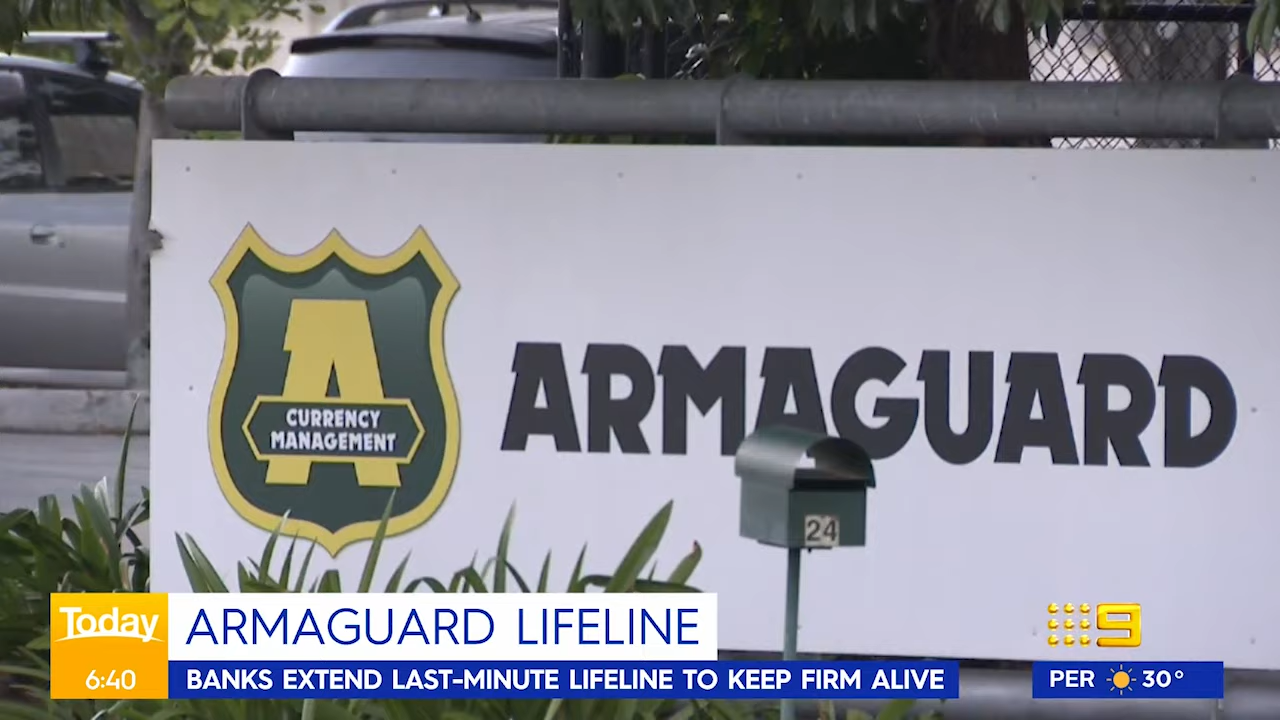 A
CURRENCY
MANAGEMENT
ARMAGUARD
24
Today
6:40
ARMAGUARD LIFELINE
BANKS EXTEND LAST-MINUTE LIFELINE TO KEEP FIRM ALIVE
9
PER 30°